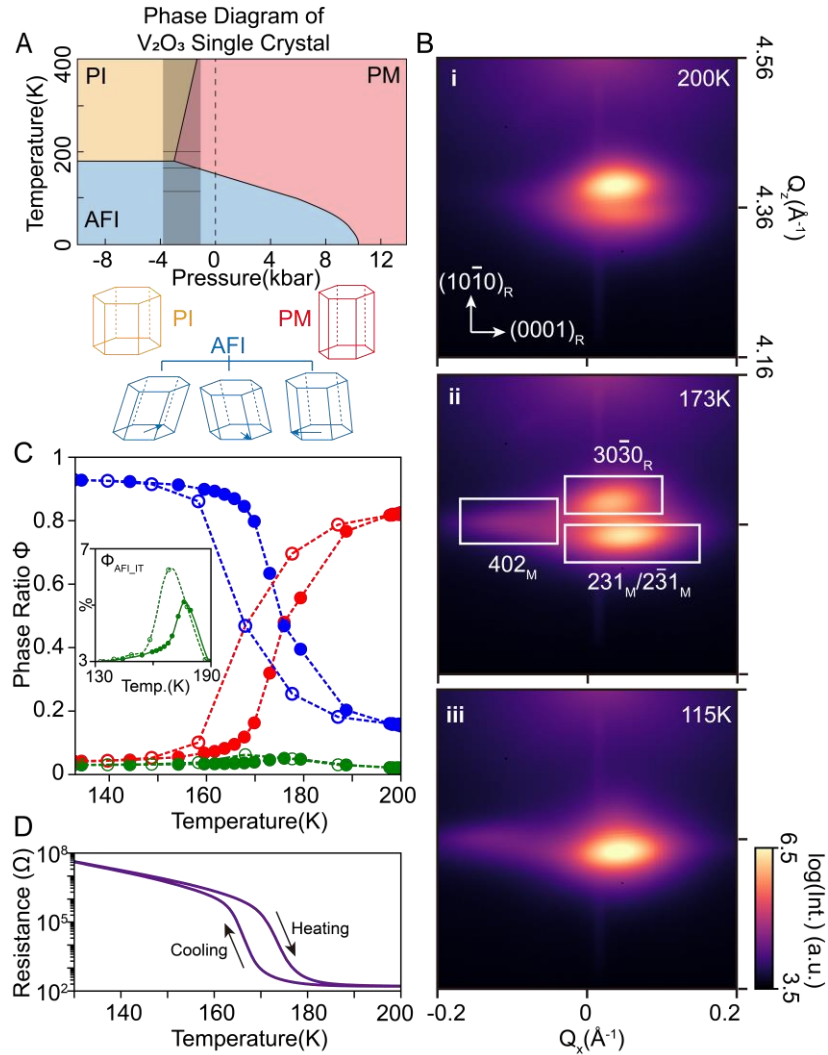 Phase Diagram of
V₂O₃ Single Crystal
A
PI
PM
AFI
400
200
0
Temperature(K)
-8
-4
0
4
8
12
Pressure(kbar)
PI
PM
AFI
B
i
200K
(101̄0)R
(0001)R
4.56
4.36
4.16
Qz(Å⁻¹)
ii
173K
303̄0R
402M
231M/23̄1M
iii
115K
6.5
3.5
log(Int.) (a.u.)
-0.2
0
0.2
Qx(Å⁻¹)
C
1
0.8
0.6
0.4
0.2
0
Phase Ratio Φ
ΦAFI_IT
7
%
3
130
190
Temp.(K)
140
160
180
200
Temperature(K)
D
10⁸
10⁵
10²
Resistance (Ω)
Cooling
Heating
140
160
180
200
Temperature(K)